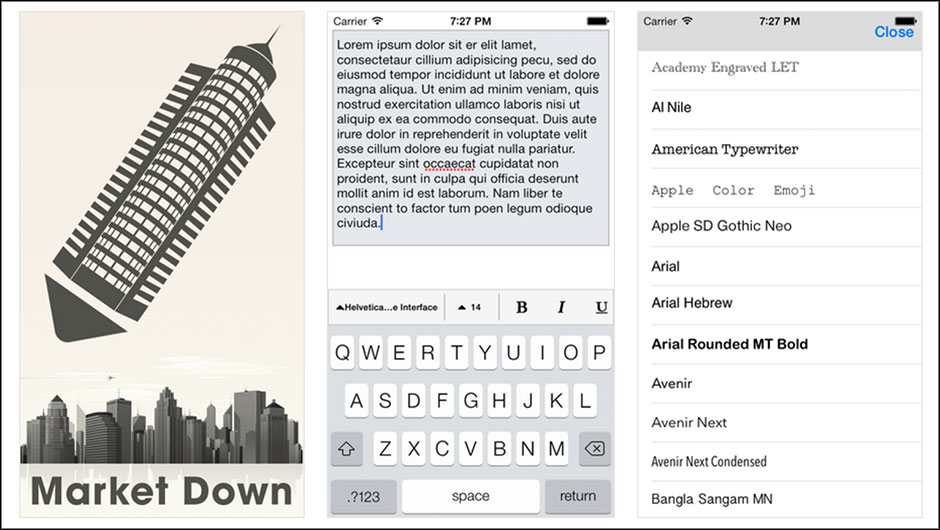 Market Down
Carrier 7:27 PM
Lorem ipsum dolor sit er elit lamet,
consectetaur cillium adipisicing pecu, sed do
eiusmod tempor incididunt ut labore et dolore
magna aliqua. Ut enim ad minim veniam, quis
nostrud exercitation ullamco laboris nisi ut
aliquip ex ea commodo consequat. Duis aute
irure dolor in reprehenderit in voluptate velit
esse cillum dolore eu fugiat nulla pariatur.
Excepteur sint occaecat cupidatat non
proident, sunt in culpa qui officia deserunt
mollit anim id est laborum. Nam liber te
conscient to factor tum poen legum odioque
civiuda.
Helvetica...e Interface 14 B I U
Q W E R T Y U I O P
A S D F G H J K L
Z X C V B N M
.?123 space return
Carrier 7:27 PM
Close
Academy Engraved LET
Al Nile
American Typewriter
Apple Color Emoji
Apple SD Gothic Neo
Arial
Arial Hebrew
Arial Rounded MT Bold
Avenir
Avenir Next
Avenir Next Condensed
Bangla Sangam MN